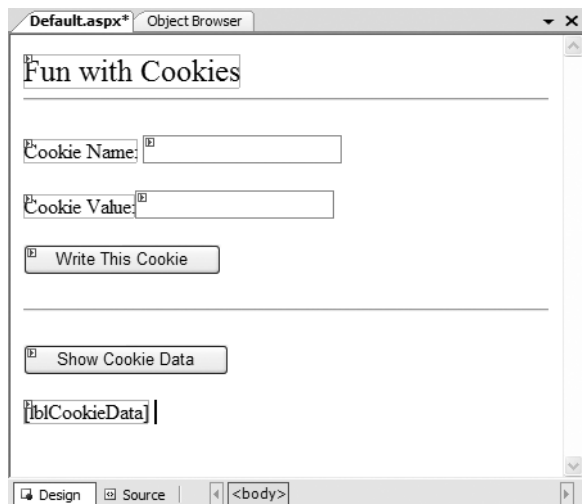 Default.aspx* Object Browser
Fun with Cookies
Cookie Name:
Cookie Value:
Write This Cookie
Show Cookie Data
[lblCookieData]
Design Source <body>